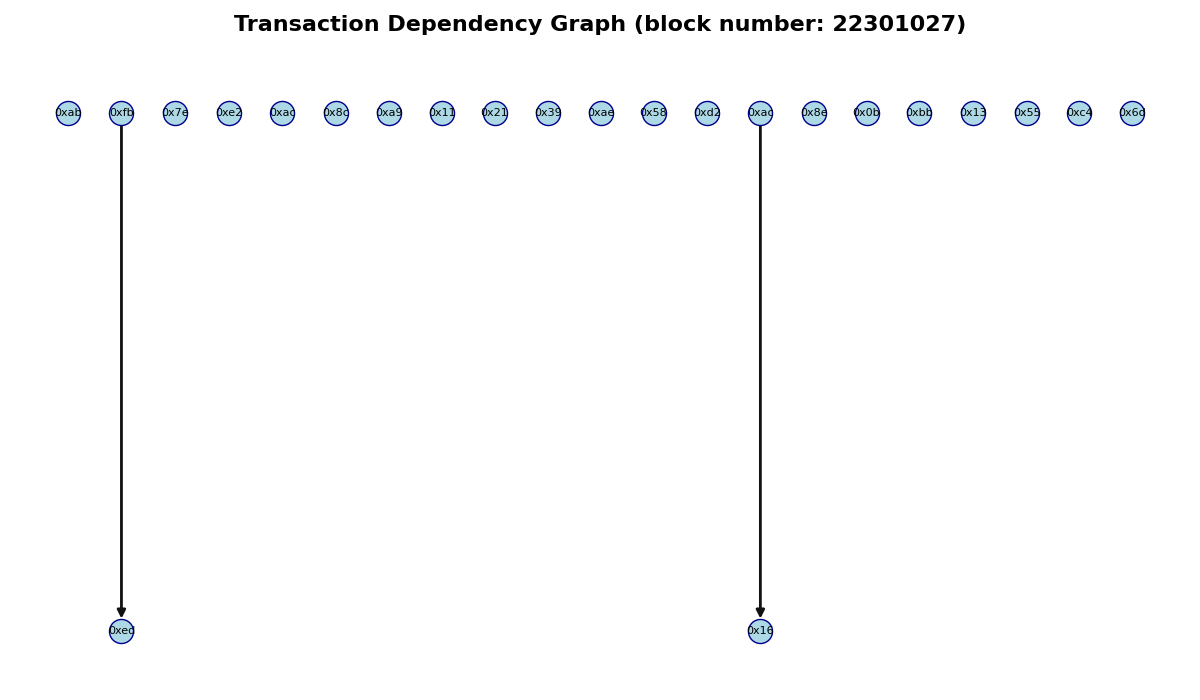 Transaction Dependency Graph (block number: 22301027)
0xab 0xfb 0x7e 0xe2 0xac 0x8c 0xa9 0x11 0x21 0x39 0xae 0x58 0xd2 0xac 0x8e 0x0b 0xbb 0x13 0x55 0xc4 0x6d
0xed 0x16